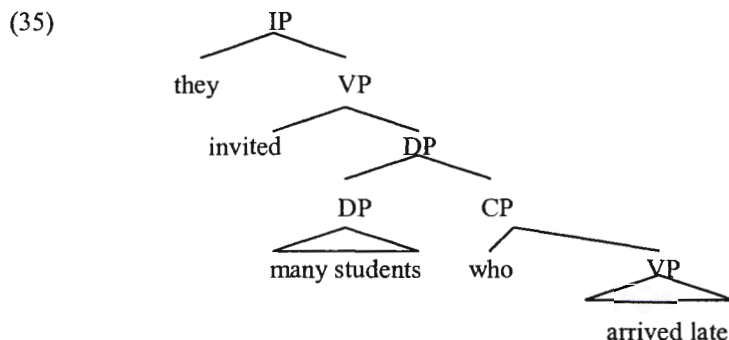 (35) IP
they VP
invited DP
DP CP
many students who VP
arrived late